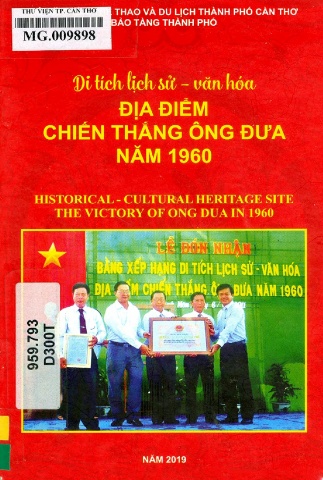 THƯ VIỆN TP. CẦN THƠ
MG.009898
THAO VÀ DU LỊCH THÀNH PHỐ CẦN THƠ
BẢO TÀNG THÀNH PHỐ
Di tích lịch sử - văn hóa
ĐỊA ĐIỂM
CHIẾN THẮNG ÔNG ĐƯA
NĂM 1960
HISTORICAL - CULTURAL HERITAGE SITE
THE VICTORY OF ONG DUA IN 1960
LỄ ĐÓN NHẬN
BẰNG XẾP HẠNG DI TÍCH LỊCH SỬ-VĂN HÓA
ĐỊA ĐIỂM CHIẾN THẮNG ÔNG ĐƯA NĂM 1960
959.793
D300T
NĂM 2019